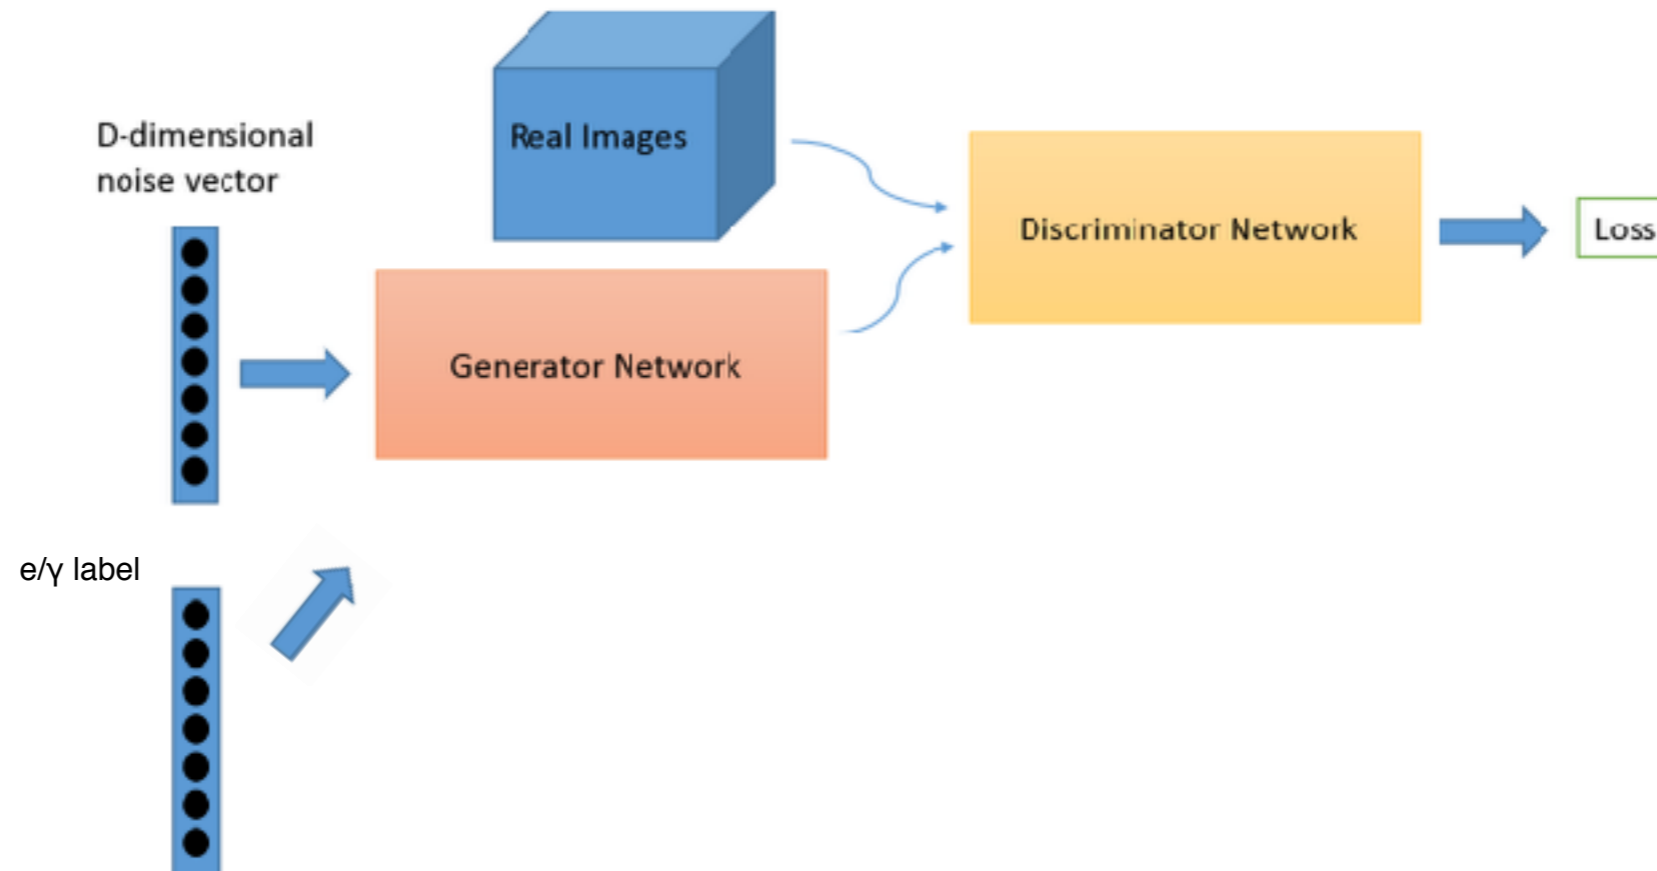 Real Images
D-dimensional
noise vector
Discriminator Network
Loss
Generator Network
e/γ label